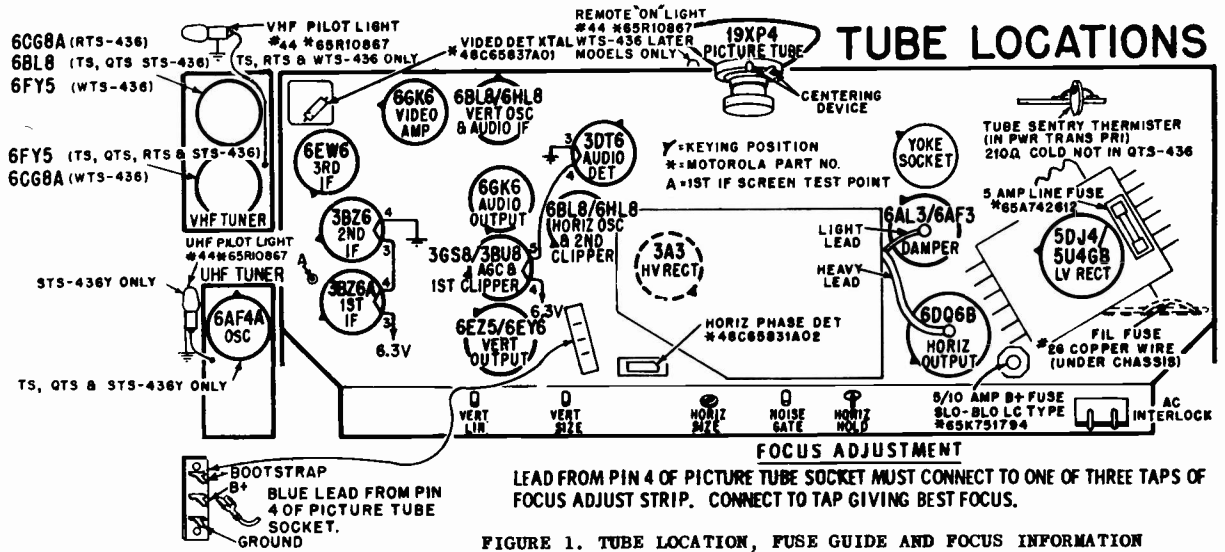 TUBE LOCATIONS
6CG8A (RTS-436)
6BL8 (TS, QTS STS-436)
6FY5 (WTS-436)
6FY5 (TS, QTS, RTS & STS-436)
6CG8A (WTS-436)
VHF TUNER
VHF PILOT LIGHT
#44 *65R10867
TS, RTS & WTS-436 ONLY
VIDEO DET XTAL
*48C65837A01
REMOTE "ON" LIGHT
#44 *65R10867
WTS-436 LATER
MODELS ONLY
19XP4
PICTURE TUBE
CENTERING
DEVICE
6GK6
VIDEO
AMP
6BL8/6HL8
VERT OSC
& AUDIO IF
6EW6
3RD
IF
3
4
3DT6
AUDIO
DET
=KEYING POSITION
*=MOTOROLA PART NO.
A=1ST IF SCREEN TEST POINT
YOKE
SOCKET
TUBE SENTRY THERMISTER
(IN PWR TRANS PRI)
210Ω COLD NOT IN QTS-436
5 AMP LINE FUSE
*65A742612
6GK6
AUDIO
OUTPUT
6BL8/6HL8
HORIZ OSC
& 2ND
CLIPPER
3BZ6
2ND
IF
4
3
UHF PILOT LIGHT
#44*65R10867
UHF TUNER
STS-436Y ONLY
6AF4A
OSC
TS, QTS & STS-436Y ONLY
A
3BZ6A
1ST
IF
4
3
6.3V
3GS8/3BU8
AGC &
1ST CLIPPER
5
4
6.3V
6EZ5/6EY6
VERT
OUTPUT
3A3
HV RECT
LIGHT
LEAD
HEAVY
LEAD
6AL3/6AF3
DAMPER
5DJ4/
5U4GB
LV RECT
6DQ6B
HORIZ
OUTPUT
HORIZ PHASE DET
*48C65831A02
FIL FUSE
#26 COPPER WIRE
(UNDER CHASSIS)
5/10 AMP B+ FUSE
SLO-BLO LC TYPE
*65K751794
AC
INTERLOCK
VERT
LIN
VERT
SIZE
HORIZ
SIZE
NOISE
GATE
HORIZ
HOLD
BOOTSTRAP
B+
BLUE LEAD FROM PIN
4 OF PICTURE TUBE
SOCKET.
GROUND
FOCUS ADJUSTMENT
LEAD FROM PIN 4 OF PICTURE TUBE SOCKET MUST CONNECT TO ONE OF THREE TAPS OF
FOCUS ADJUST STRIP. CONNECT TO TAP GIVING BEST FOCUS.
FIGURE 1. TUBE LOCATION, FUSE GUIDE AND FOCUS INFORMATION